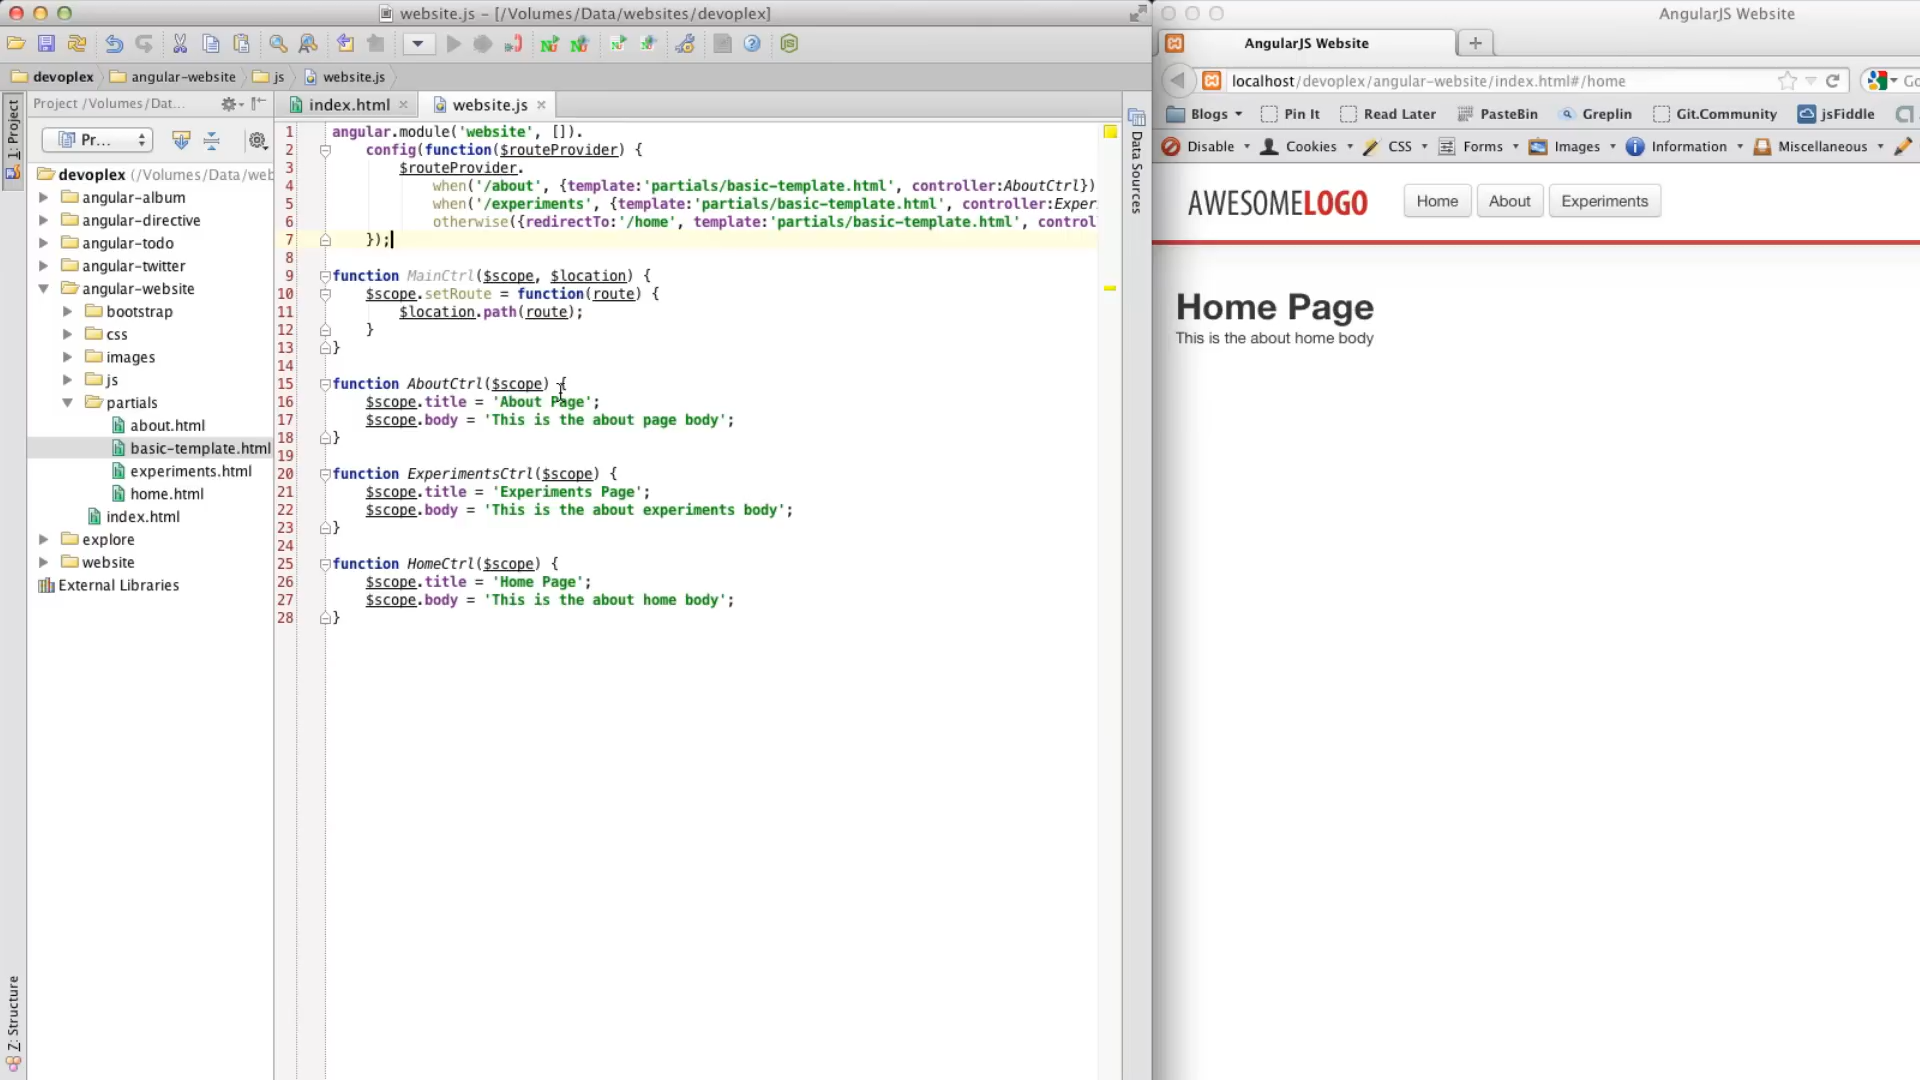 website.js – [/Volumes/Data/websites/devoplex]
devoplex
angular-website
js
website.js
1: Project
Project /Volumes/Dat...
Pr...
devoplex (/Volumes/Data/web
angular-album
angular-directive
angular-todo
angular-twitter
angular-website
bootstrap
css
images
js
partials
about.html
basic-template.html
experiments.html
home.html
index.html
explore
website
External Libraries
Z: Structure
index.html
website.js
1 angular.module('website', []).
2 config(function($routeProvider) {
3 $routeProvider.
4 when('/about', {template:'partials/basic-template.html', controller:AboutCtrl})
5 when('/experiments', {template:'partials/basic-template.html', controller:Exper
6 otherwise({redirectTo:'/home', template:'partials/basic-template.html', control
7 });
8
9 function MainCtrl($scope, $location) {
10 $scope.setRoute = function(route) {
11 $location.path(route);
12 }
13 }
14
15 function AboutCtrl($scope) {
16 $scope.title = 'About Page';
17 $scope.body = 'This is the about page body';
18 }
19
20 function ExperimentsCtrl($scope) {
21 $scope.title = 'Experiments Page';
22 $scope.body = 'This is the about experiments body';
23 }
24
25 function HomeCtrl($scope) {
26 $scope.title = 'Home Page';
27 $scope.body = 'This is the about home body';
28 }
Data Sources
AngularJS Website
AngularJS Website
localhost/devoplex/angular-website/index.html#/home
Go
Blogs Pin It Read Later PasteBin Greplin Git.Community jsFiddle
Disable Cookies CSS Forms Images Information Miscellaneous
AWESOMELOGO
Home About Experiments
Home Page
This is the about home body